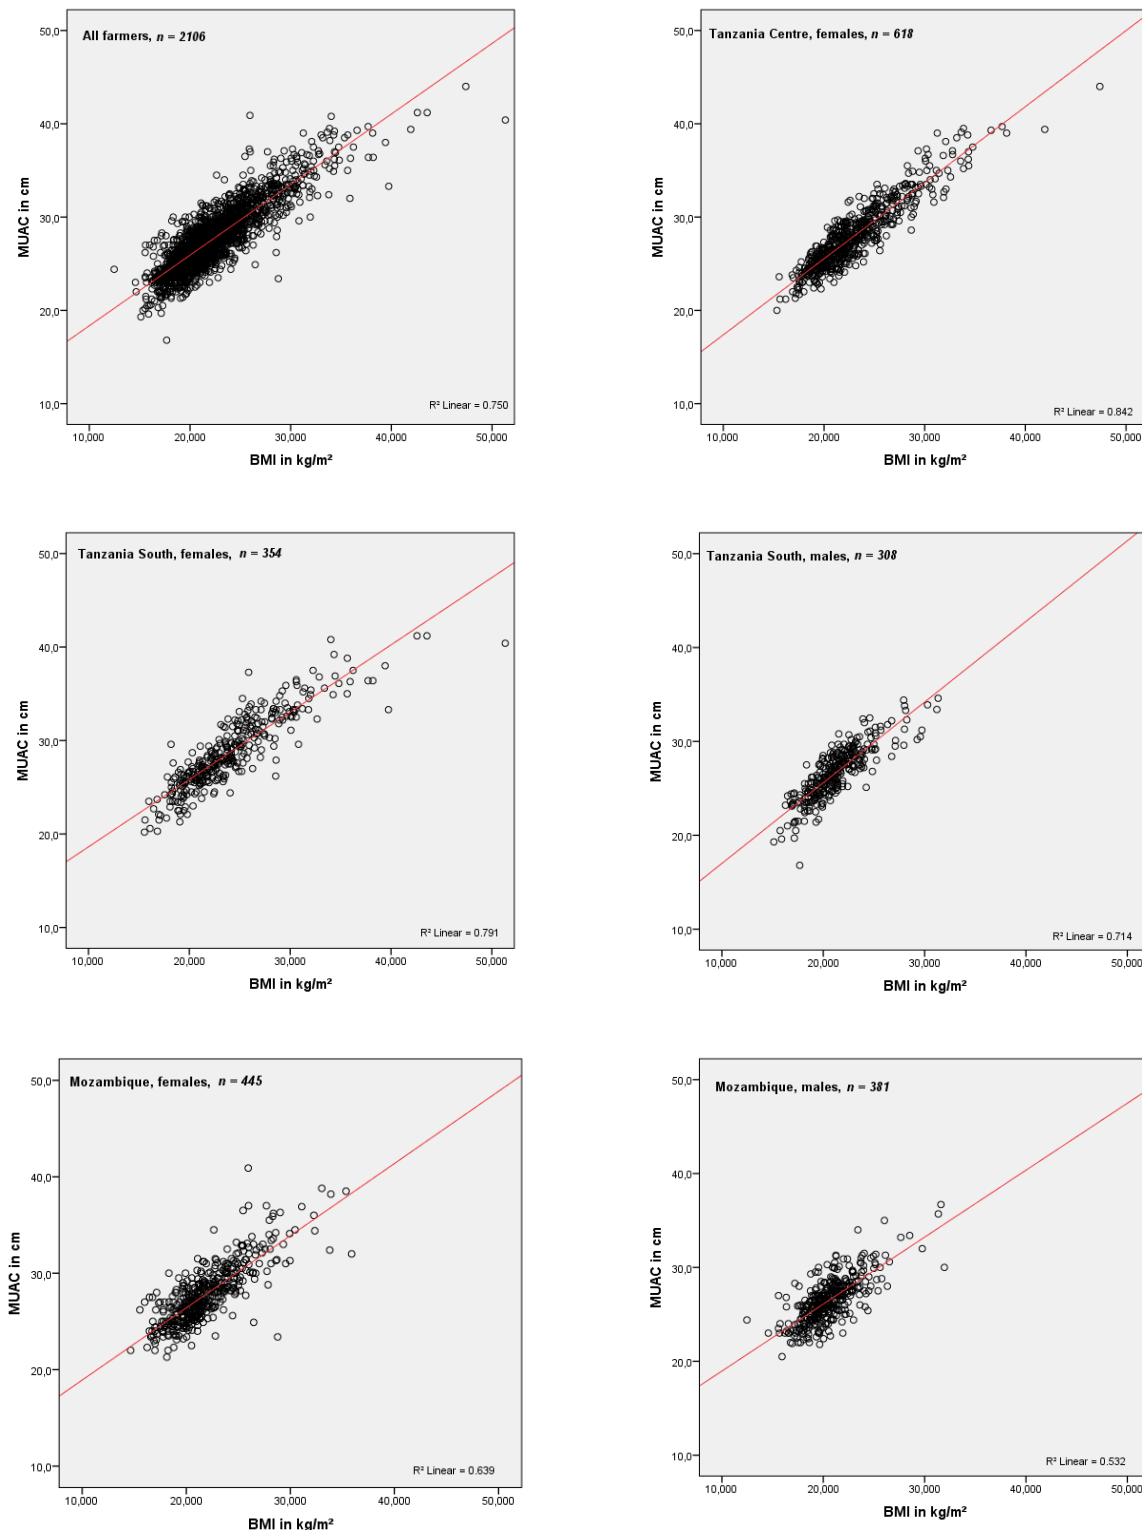 All farmers, n = 2106
50,0
40,0
30,0
20,0
10,0
MUAC in cm
R² Linear = 0.750
10,000 20,000 30,000 40,000 50,000
BMI in kg/m²
Tanzania Centre, females, n = 618
50,0
40,0
30,0
20,0
10,0
MUAC in cm
R² Linear = 0.842
10,000 20,000 30,000 40,000 50,000
BMI in kg/m²
Tanzania South, females, n = 354
50,0
40,0
30,0
20,0
10,0
MUAC in cm
R² Linear = 0.791
10,000 20,000 30,000 40,000 50,000
BMI in kg/m²
Tanzania South, males, n = 308
50,0
40,0
30,0
20,0
10,0
MUAC in cm
R² Linear = 0.714
10,000 20,000 30,000 40,000 50,000
BMI in kg/m²
Mozambique, females, n = 445
50,0
40,0
30,0
20,0
10,0
MUAC in cm
R² Linear = 0.639
10,000 20,000 30,000 40,000 50,000
BMI in kg/m²
Mozambique, males, n = 381
50,0
40,0
30,0
20,0
10,0
MUAC in cm
R² Linear = 0.532
10,000 20,000 30,000 40,000 50,000
BMI in kg/m²